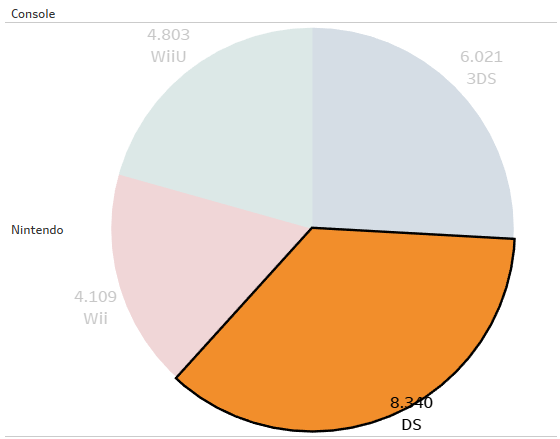 Console
4.803
WiiU
6.021
3DS
Nintendo
4.109
Wii
8.340
DS